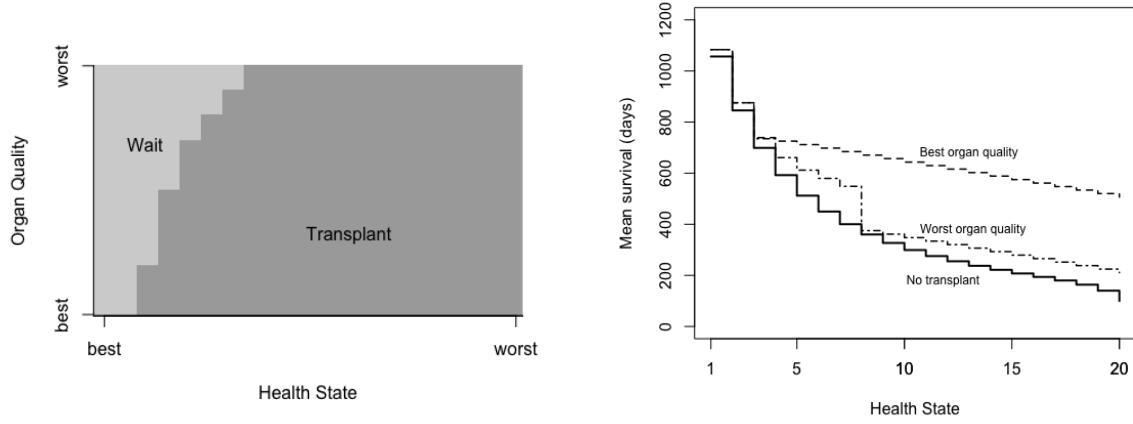 worst
Organ Quality
best
Wait
Transplant
best
worst
Health State
Mean survival (days)
1200
1000
800
600
400
200
0
Best organ quality
Worst organ quality
No transplant
1
5
10
15
20
Health State